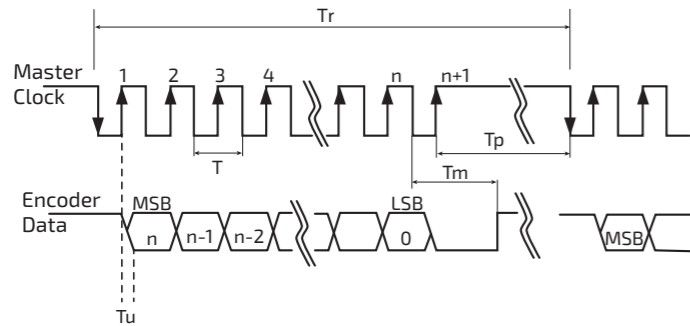 Tr
Master Clock
1 2 3 4 n n+1
T
Tp
Tm
Encoder Data
MSB LSB
n n-1 n-2 0 MSB
Tu